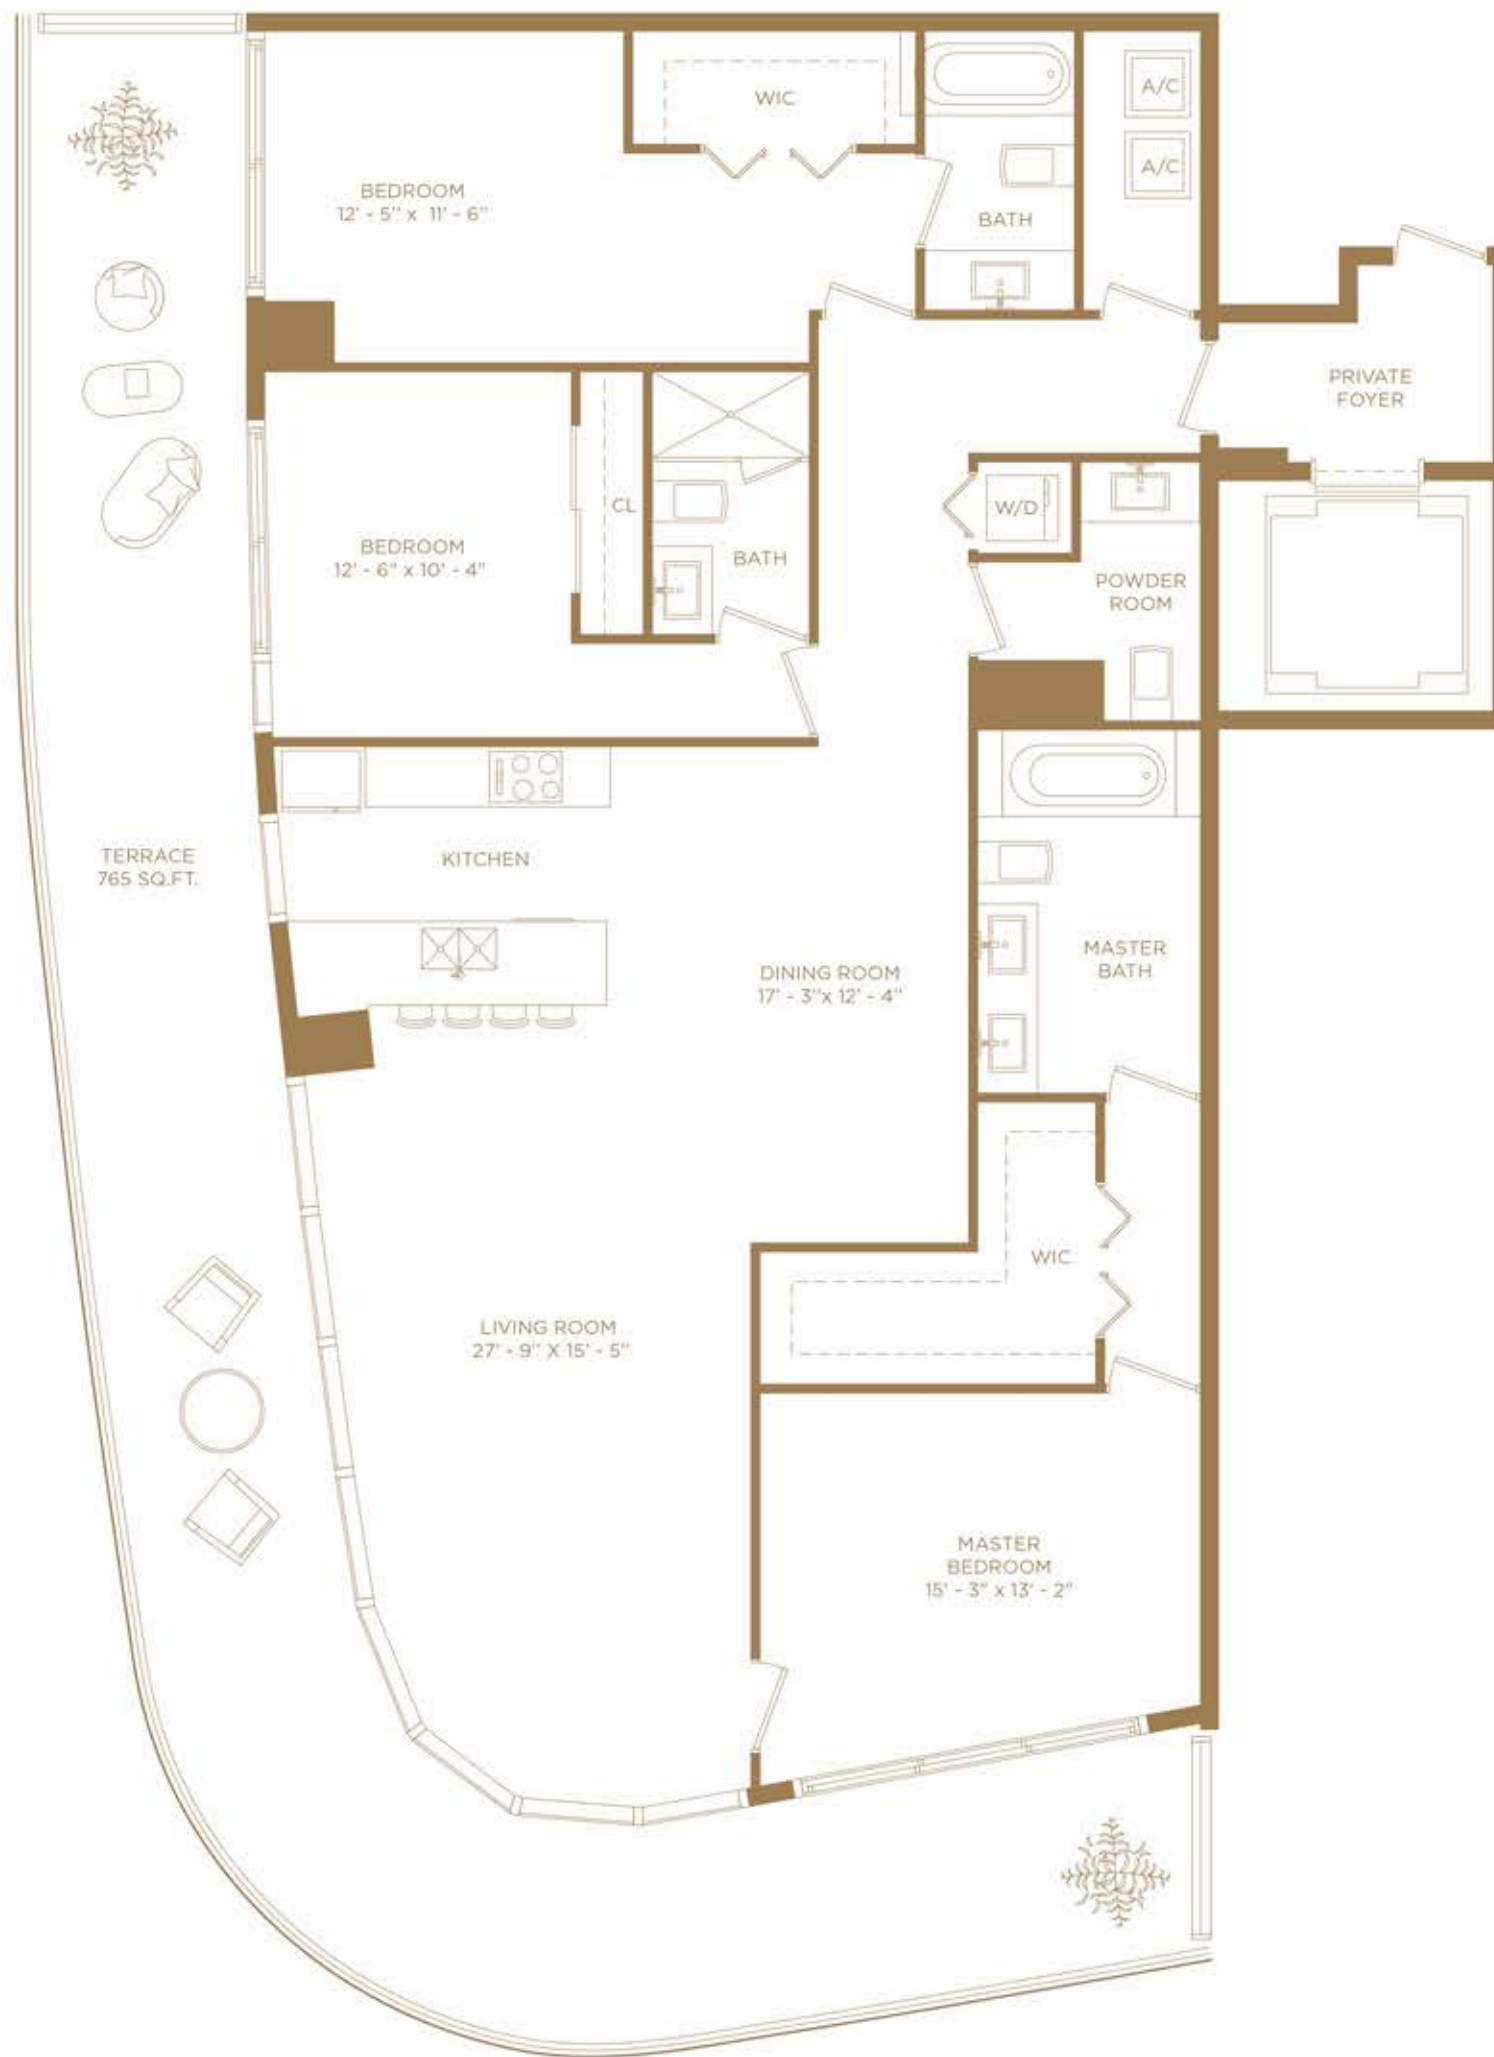 WIC
A/C
A/C
BEDROOM
12' - 5" x 11' - 6"
BATH
PRIVATE
FOYER
CL
W/D
BEDROOM
12' - 6" x 10' - 4"
BATH
POWDER
ROOM
TERRACE
765 SQ.FT.
KITCHEN
MASTER
BATH
DINING ROOM
17' - 3"x 12' - 4"
WIC
LIVING ROOM
27' - 9" X 15' - 5"
MASTER
BEDROOM
15' - 3" x 13' - 2"